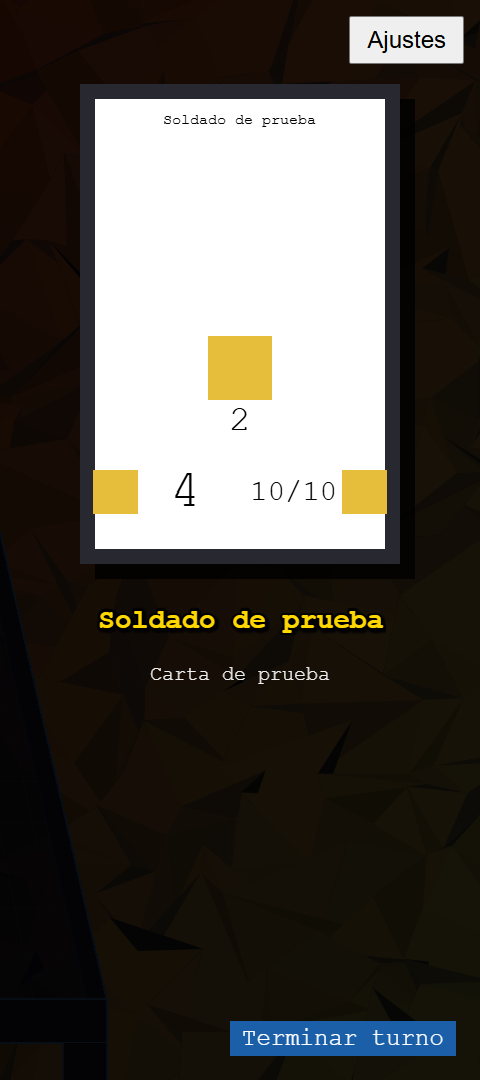 Ajustes
Soldado de prueba
2
4 10/10
Soldado de prueba
Carta de prueba
Terminar turno